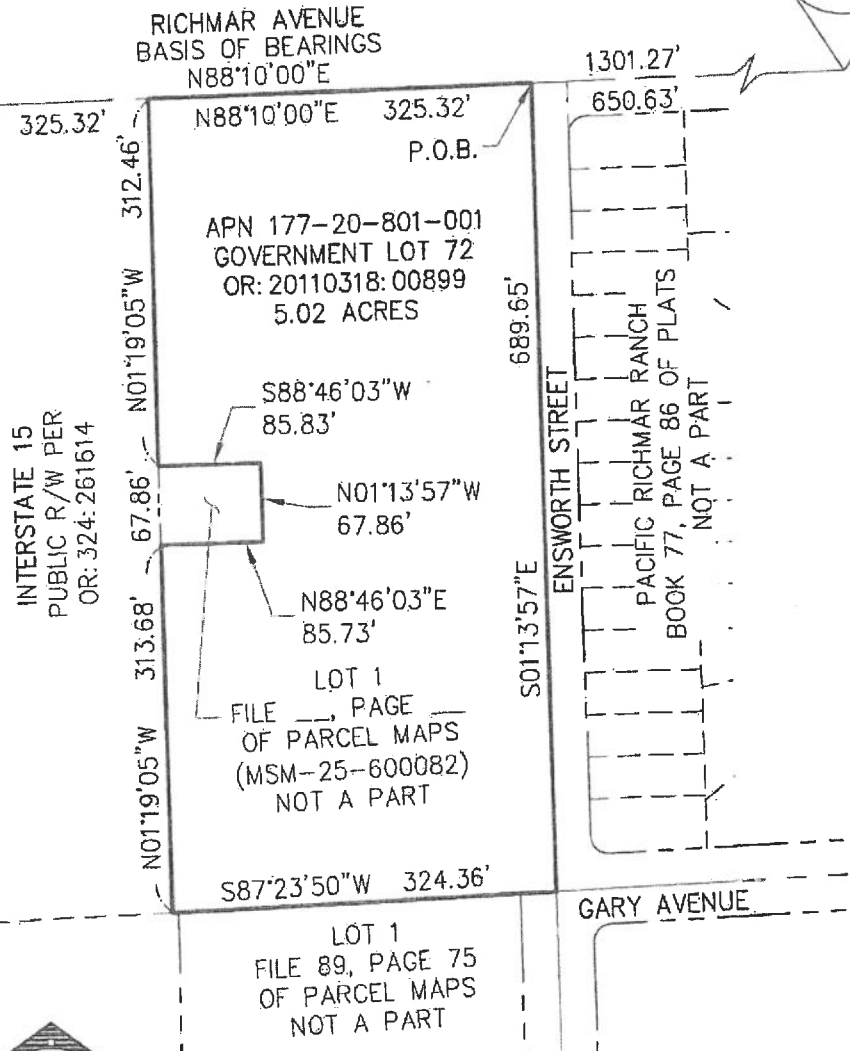 RICHMAR AVENUE
BASIS OF BEARINGS
N88°10'00"E
1301.27'
650.63'
325.32'
N88°10'00"E 325.32'
P.O.B.
312.46'
N01°19'05"W
APN 177-20-801-001
GOVERNMENT LOT 72
OR: 20110318: 00899
5.02 ACRES
689.65'
S01°13'57"E
ENSWORTH STREET
PACIFIC RICHMAR RANCH
BOOK 77, PAGE 86 OF PLATS
NOT A PART
S88°46'03"W
85.83'
INTERSTATE 15
PUBLIC R/W PER
OR: 324:261614
67.86'
N01°13'57"W
67.86'
N88°46'03"E
85.73'
313.68'
N01°19'05"W
LOT 1
FILE __, PAGE __
OF PARCEL MAPS
(MSM-25-600082)
NOT A PART
S87°23'50"W 324.36'
GARY AVENUE
LOT 1
FILE 89, PAGE 75
OF PARCEL MAPS
NOT A PART